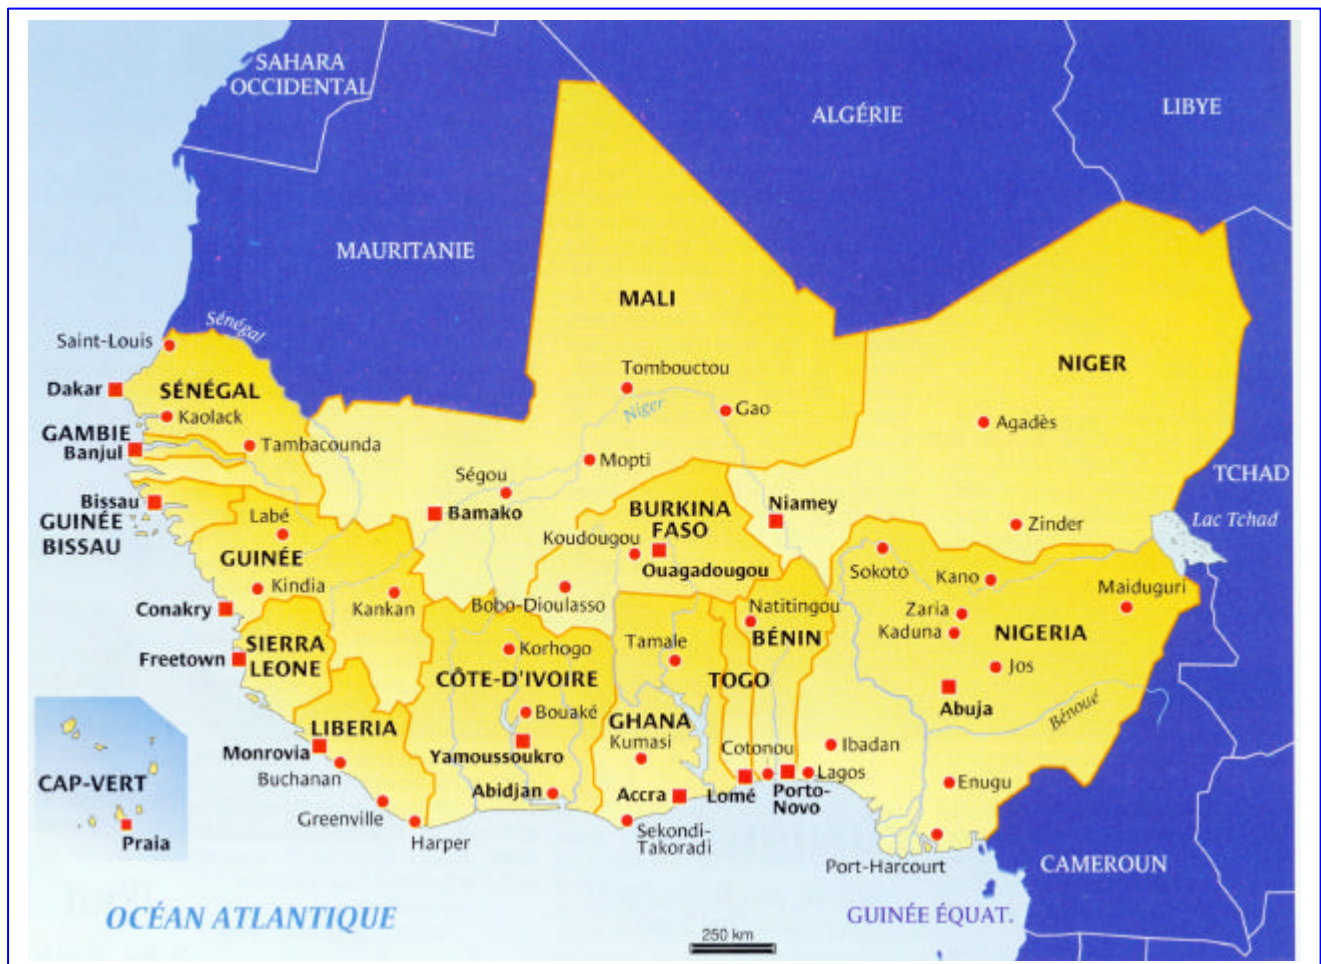 SAHARA
OCCIDENTAL
ALGÉRIE
LIBYE
MAURITANIE
MALI
NIGER
Sénégal
Saint-Louis
Dakar
SÉNÉGAL
Kaolack
GAMBIE
Banjul
Tambacounda
Tombouctou
Niger
Gao
Agadès
Mopti
Ségou
Bamako
TCHAD
Lac Tchad
Bissau
GUINÉE
BISSAU
Labé
GUINÉE
Kindia
Kankan
Conakry
BURKINA
FASO
Koudougou
Ouagadougou
Bobo-Dioulasso
Niamey
Zinder
Sokoto
Kano
Maiduguri
Zaria
Kaduna
NIGERIA
Jos
Abuja
Bénoué
Natitingou
BÉNIN
Tamale
TOGO
Freetown
SIERRA
LEONE
Korhogo
CÔTE-D'IVOIRE
Bouaké
Yamoussoukro
Abidjan
GHANA
Kumasi
Accra
Sekondi-
Takoradi
LIBERIA
Monrovia
Buchanan
Greenville
Harper
Cotonou
Lomé
Porto-
Novo
Lagos
Ibadan
Enugu
Port-Harcourt
CAP-VERT
Praia
CAMEROUN
GUINÉE ÉQUAT.
OCÉAN ATLANTIQUE
250 km